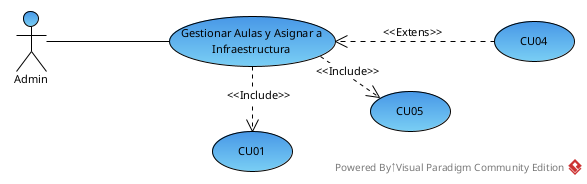 Gestionar Aulas y Asignar a
Infraestructura
<<Extens>>
CU04
Admin
<<Include>>
<<Include>>
CU05
CU01
Powered By Visual Paradigm Community Edition